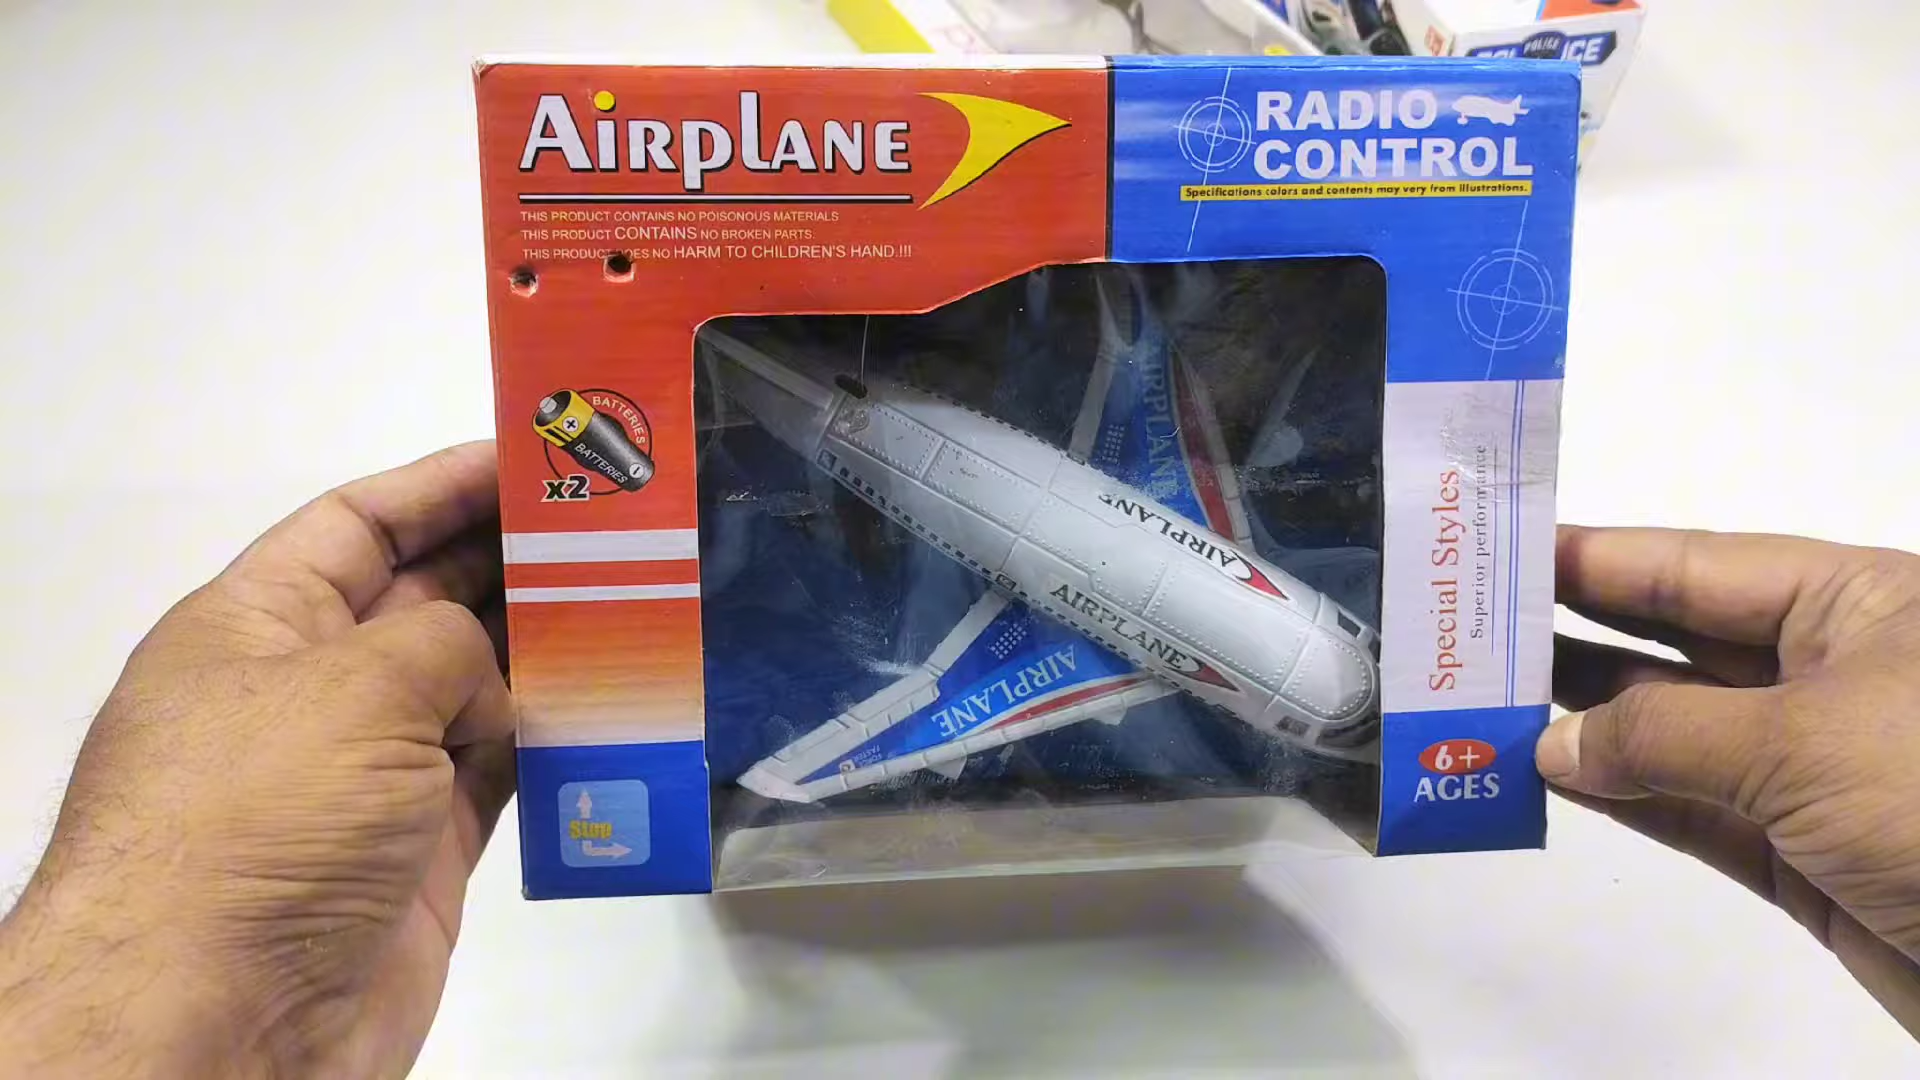 POLICE
POLICE
AIRPLANE
RADIO
CONTROL
Specifications colors and contents may very from Illustrations.
THIS PRODUCT CONTAINS NO POISONOUS MATERIALS
THIS PRODUCT CONTAINS NO BROKEN PARTS.
THIS PRODUCT DOES NO HARM TO CHILDREN'S HAND.!!!
BATTERIES
BATTERIES
x2
AIRPLANE
AIRPLANE
AIRPLANE
AIRPLANE
Special Styles
Superior performance
6+
AGES
Stop